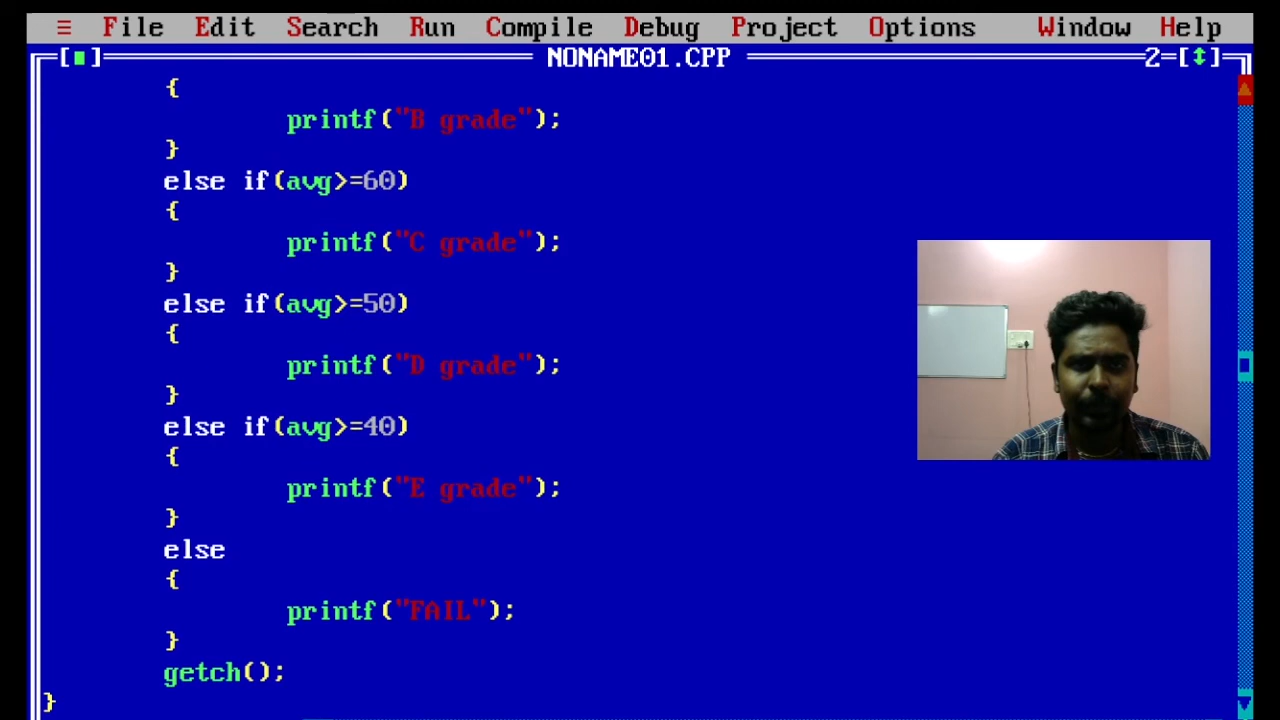 ≡ File Edit Search Run Compile Debug Project Options Window Help
[■] NONAME01.CPP 2=[↕]
{
printf("B grade");
}
else if(avg>=60)
{
printf("C grade");
}
else if(avg>=50)
{
printf("D grade");
}
else if(avg>=40)
{
printf("E grade");
}
else
{
printf("FAIL");
}
getch();
}